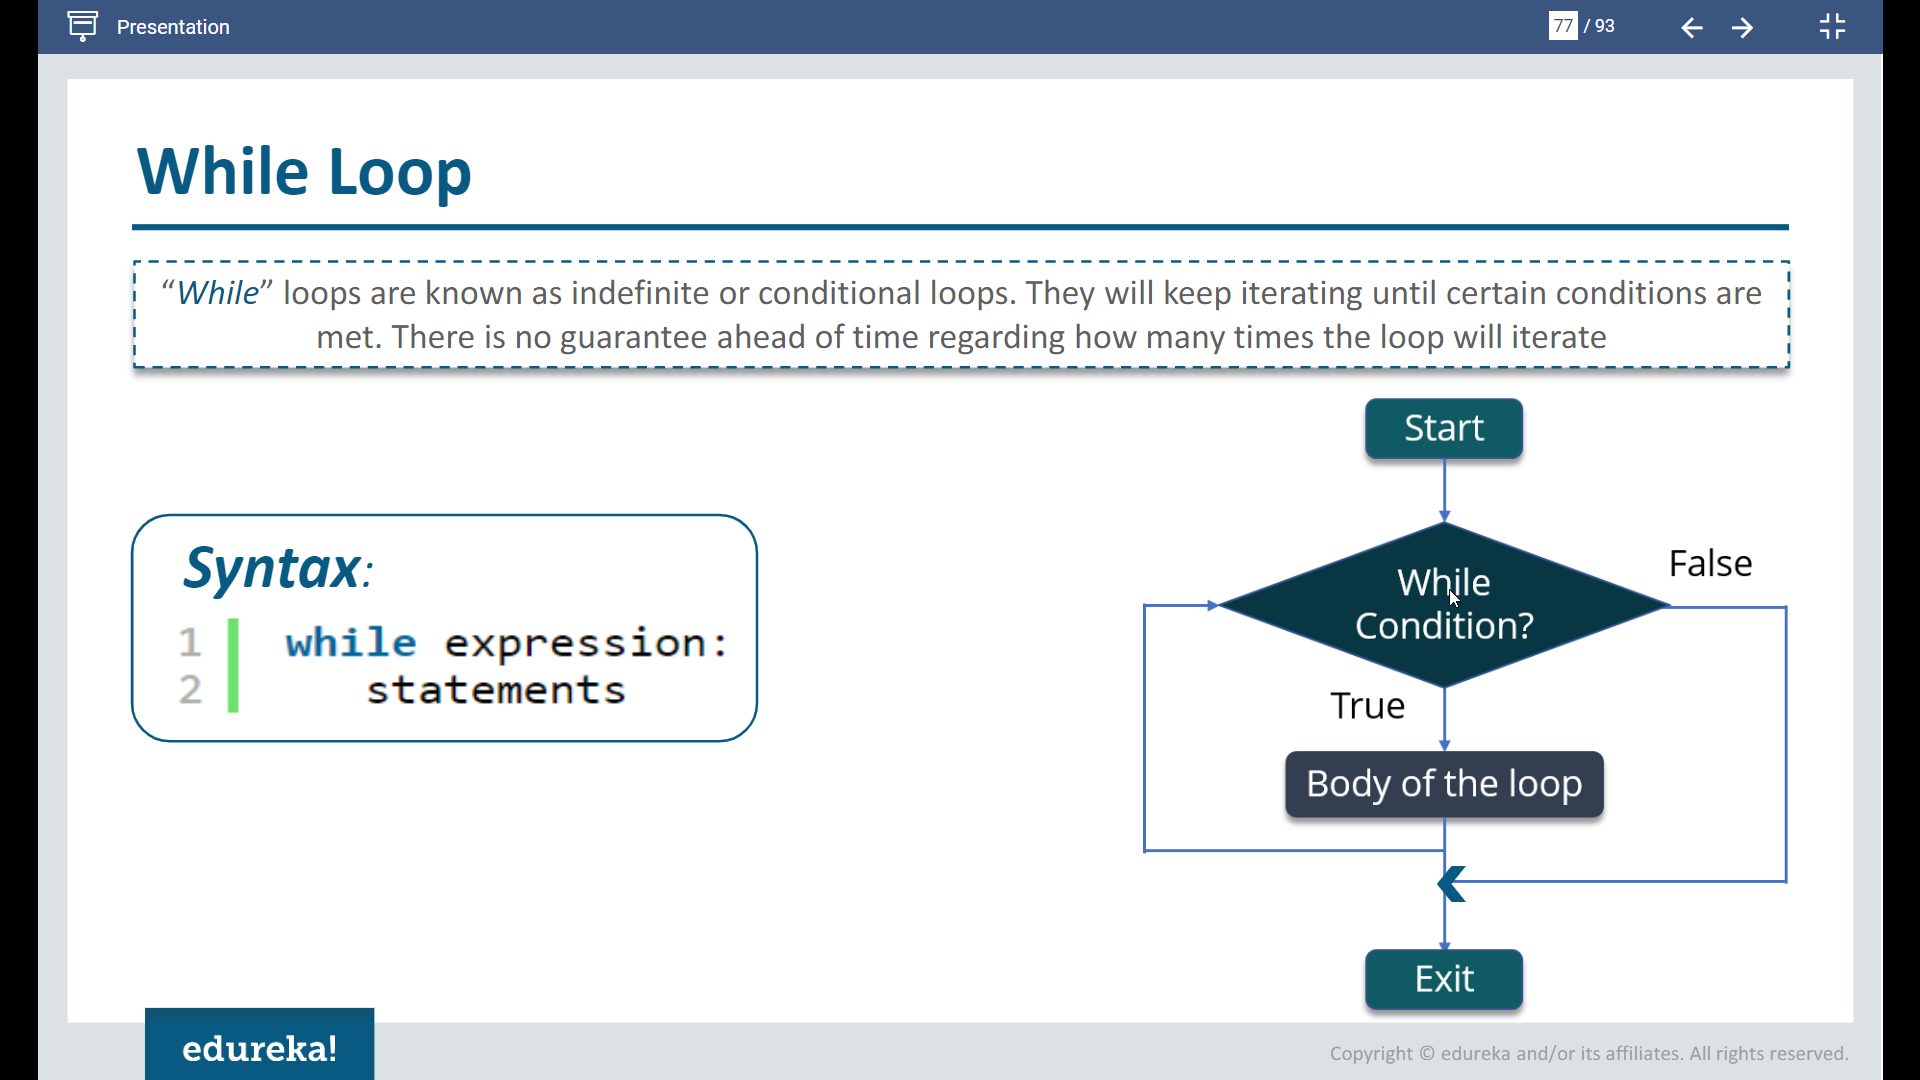 Presentation
77 / 93
While Loop
“While” loops are known as indefinite or conditional loops. They will keep iterating until certain conditions are
met. There is no guarantee ahead of time regarding how many times the loop will iterate
Syntax:
1 while expression:
2 statements
Start
While
Condition?
False
True
Body of the loop
Exit
edureka!
Copyright © edureka and/or its affiliates. All rights reserved.